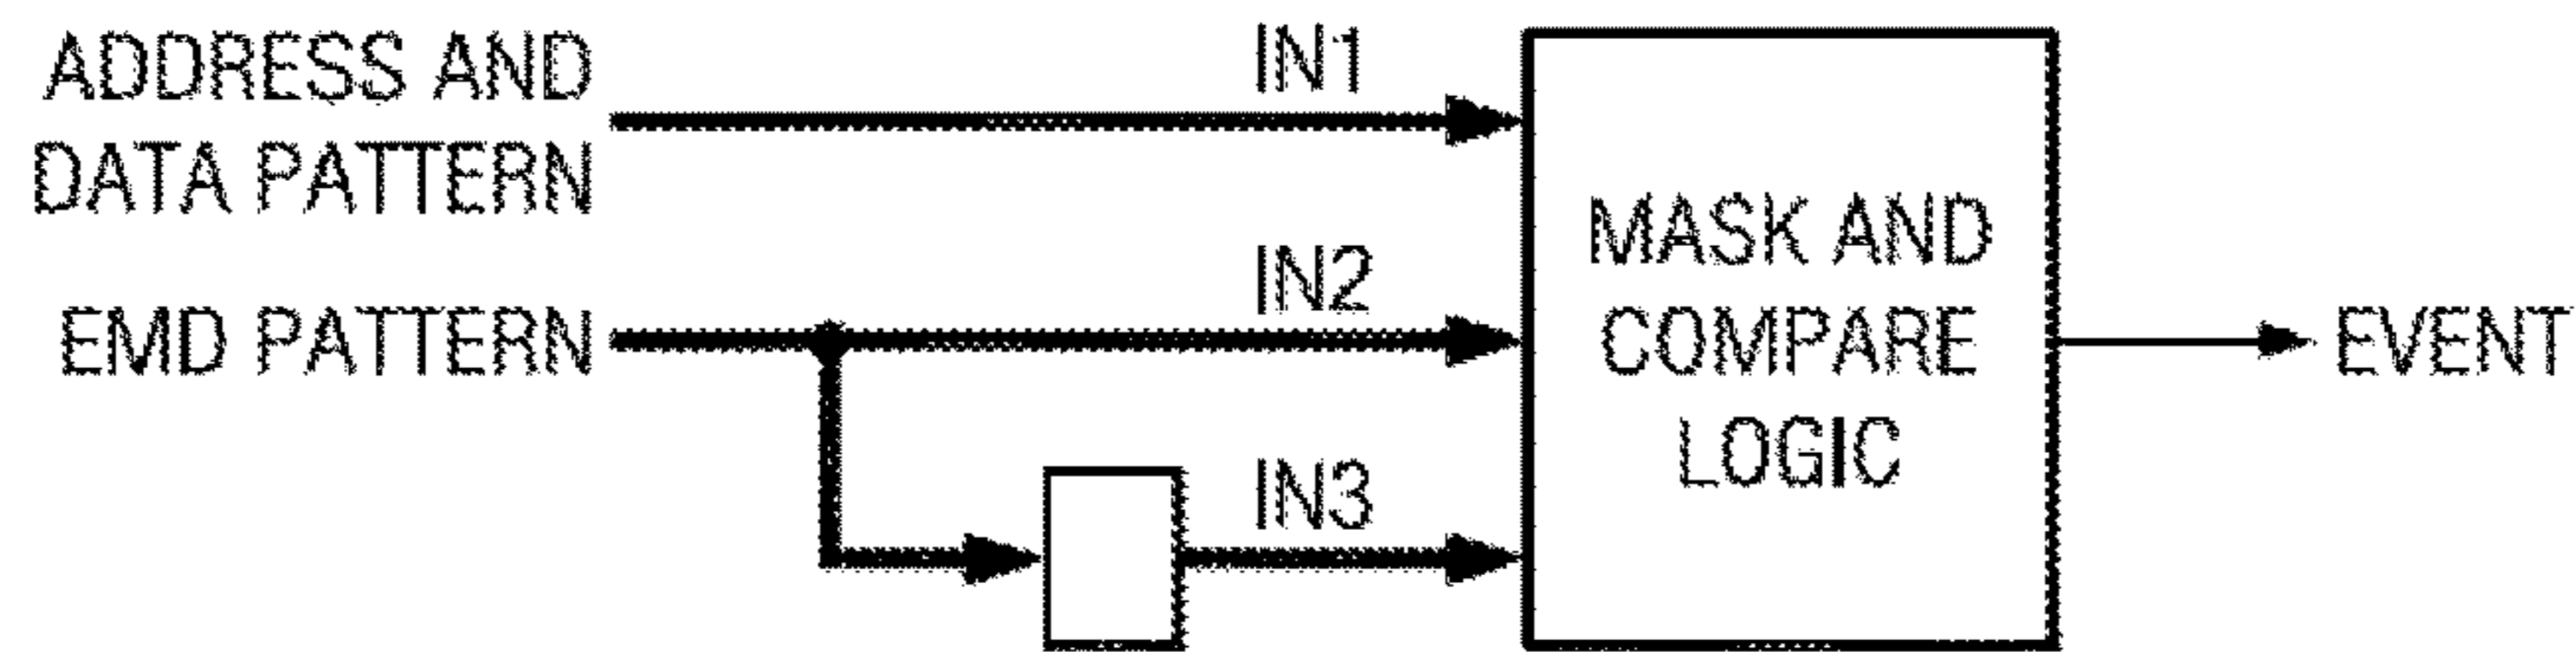 ADDRESS AND
DATA PATTERN
IN1
EMD PATTERN
IN2
IN3
MASK AND
COMPARE
LOGIC
EVENT